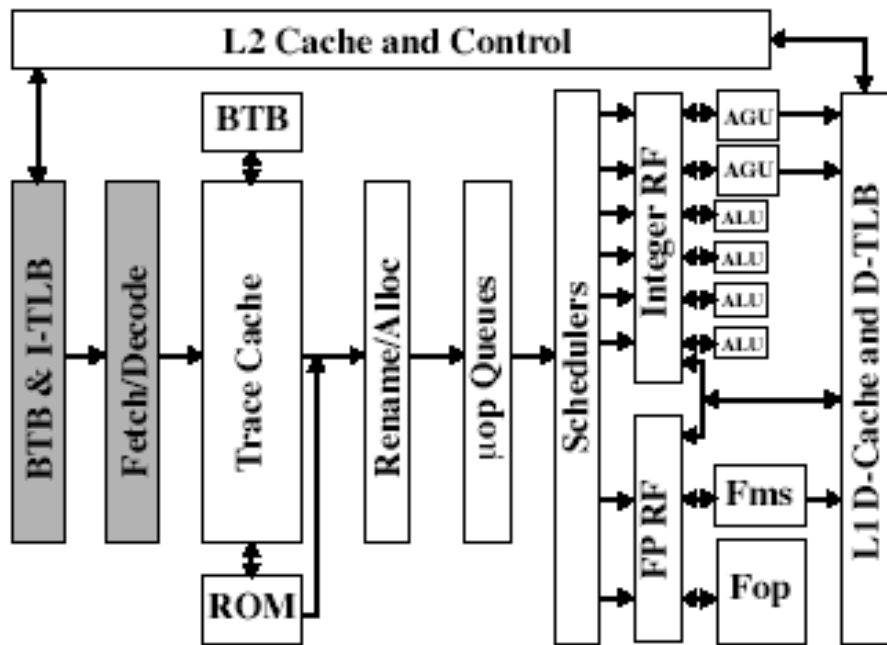 L2 Cache and Control
BTB
BTB & I-TLB
Fetch/Decode
Trace Cache
ROM
Rename/Alloc
µop Queues
Schedulers
Integer RF
FP RF
AGU
AGU
ALU
ALU
ALU
ALU
Fms
Fop
L1 D-Cache and D-TLB